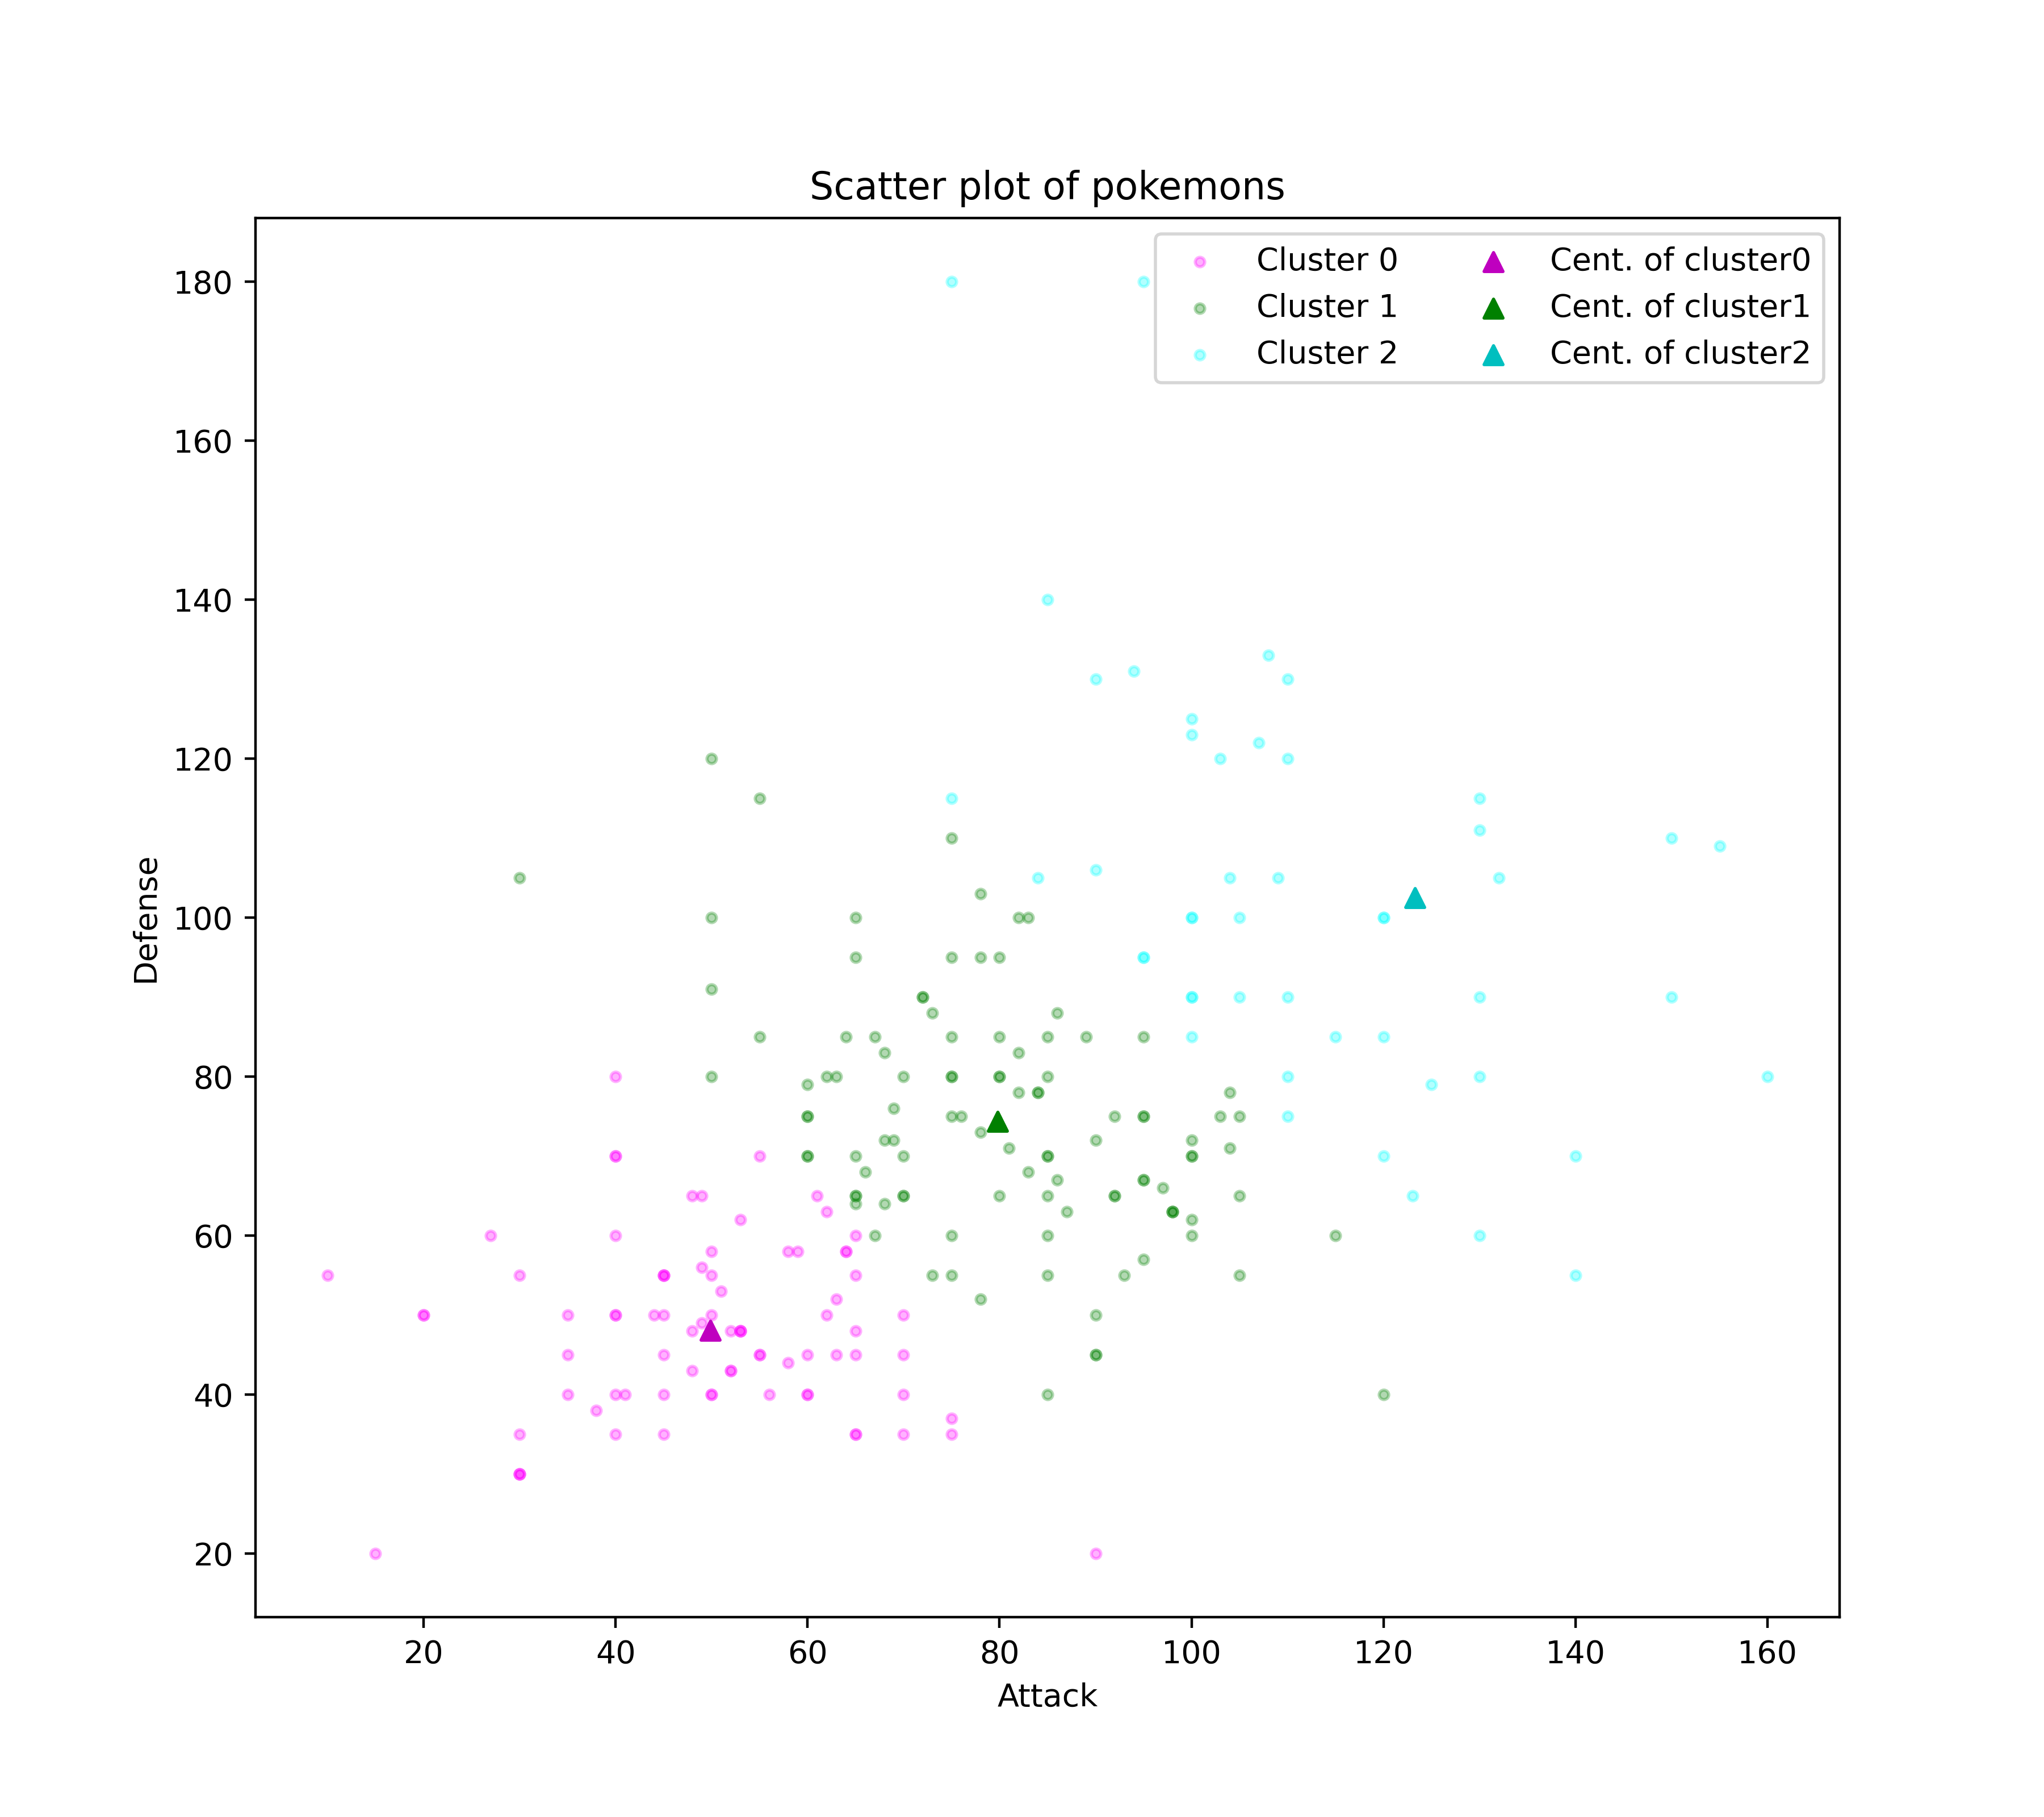 Scatter plot of pokemons
Cluster 0
Cluster 1
Cluster 2
Cent. of cluster0
Cent. of cluster1
Cent. of cluster2
Defense
180
160
140
120
100
80
60
40
20
20 40 60 80 100 120 140 160
Attack